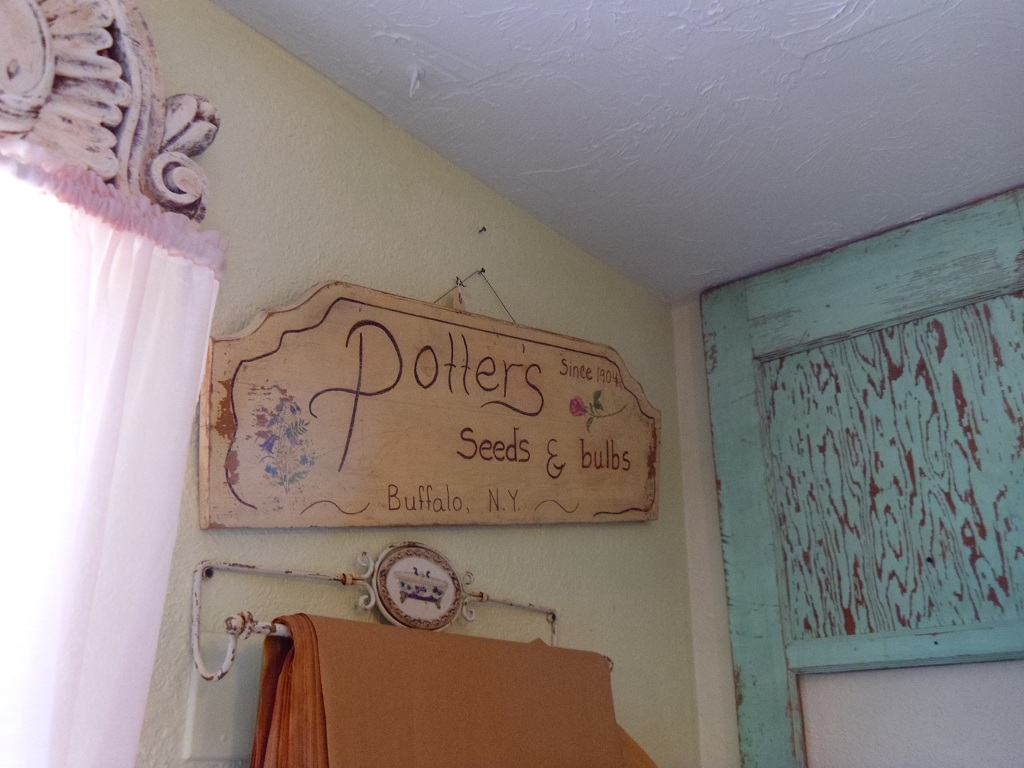 Potter's
Since 1904
Seeds & bulbs
Buffalo, N.Y.